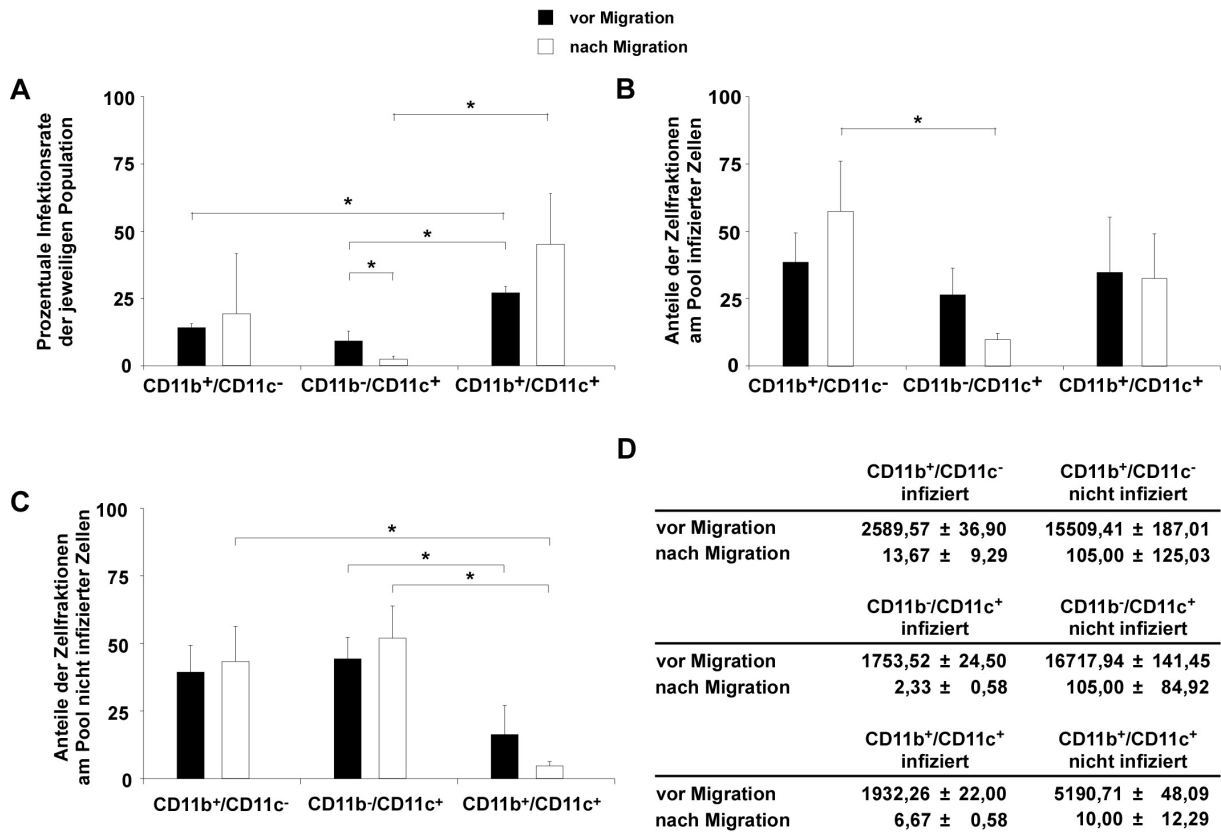 vor Migration
nach Migration
A
Prozentuale Infektionsrate
der jeweiligen Population
100
75
50
25
0
*
*
*
*
CD11b⁺/CD11c⁻
CD11b⁻/CD11c⁺
CD11b⁺/CD11c⁺
B
Anteile der Zellfraktionen
am Pool infizierter Zellen
100
75
50
25
0
*
CD11b⁺/CD11c⁻
CD11b⁻/CD11c⁺
CD11b⁺/CD11c⁺
C
Anteile der Zellfraktionen
am Pool nicht infizierter Zellen
100
75
50
25
0
*
*
*
CD11b⁺/CD11c⁻
CD11b⁻/CD11c⁺
CD11b⁺/CD11c⁺
D
CD11b⁺/CD11c⁻ CD11b⁺/CD11c⁻
infiziert nicht infiziert
vor Migration 2589,57 ± 36,90 15509,41 ± 187,01
nach Migration 13,67 ± 9,29 105,00 ± 125,03
CD11b⁻/CD11c⁺ CD11b⁻/CD11c⁺
infiziert nicht infiziert
vor Migration 1753,52 ± 24,50 16717,94 ± 141,45
nach Migration 2,33 ± 0,58 105,00 ± 84,92
CD11b⁺/CD11c⁺ CD11b⁺/CD11c⁺
infiziert nicht infiziert
vor Migration 1932,26 ± 22,00 5190,71 ± 48,09
nach Migration 6,67 ± 0,58 10,00 ± 12,29